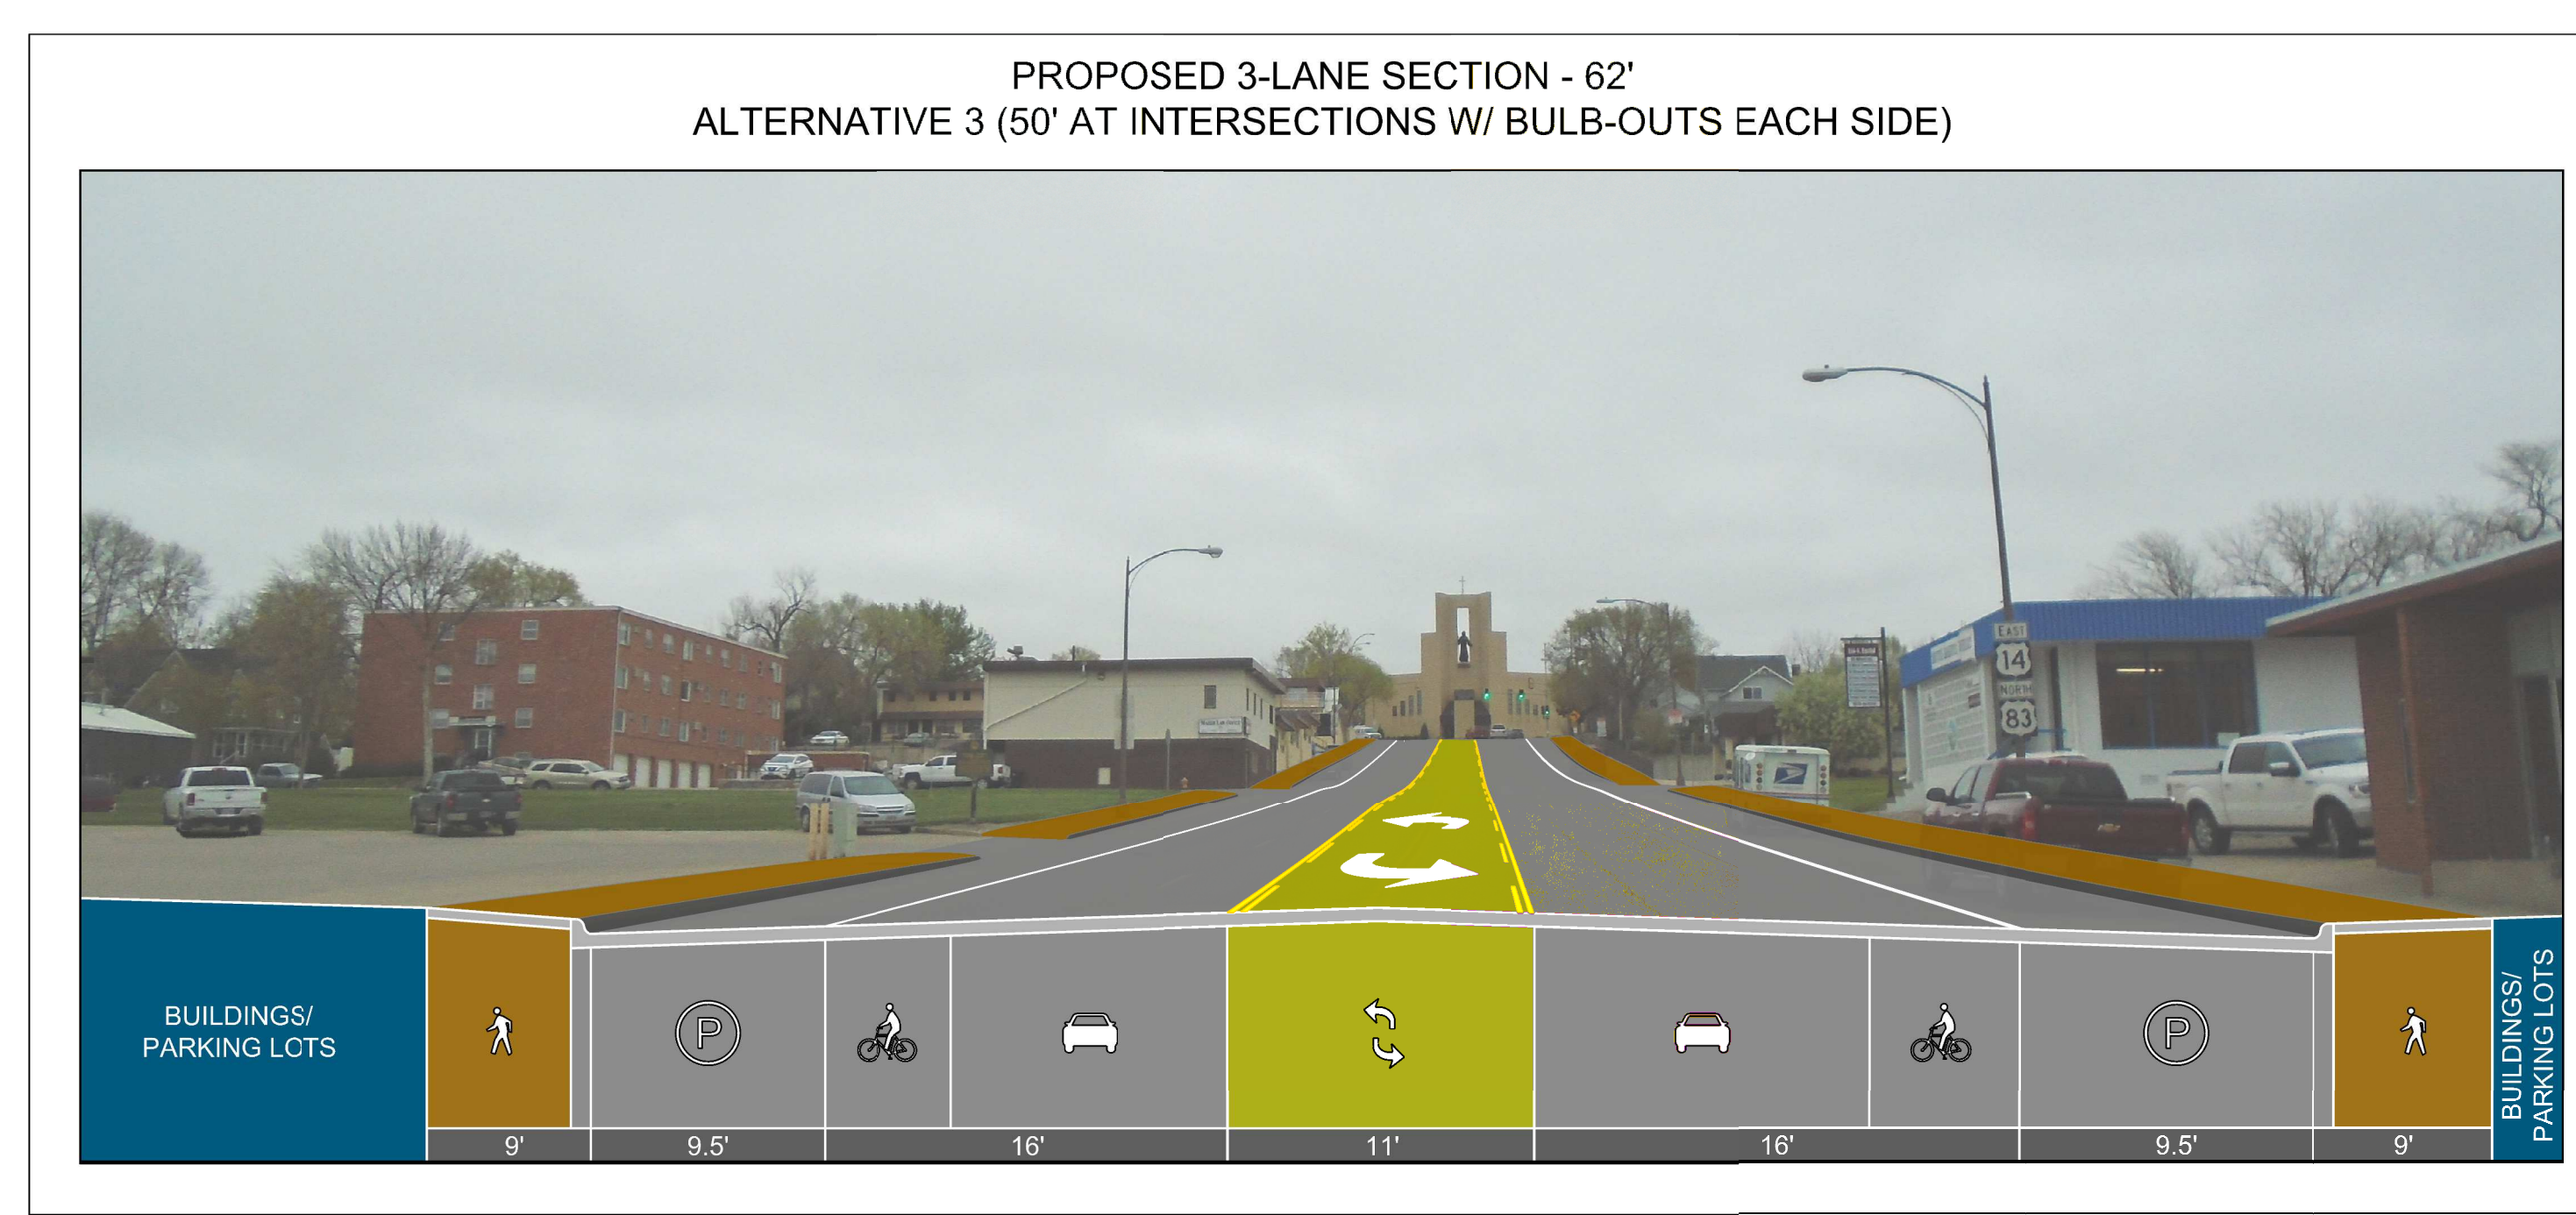 PROPOSED 3-LANE SECTION - 62'
ALTERNATIVE 3 (50' AT INTERSECTIONS W/ BULB-OUTS EACH SIDE)
EAST
14
NORTH
83
BUILDINGS/
PARKING LOTS
P
P
BUILDINGS/
PARKING LOTS
9'
9.5'
16'
11'
16'
9.5'
9'